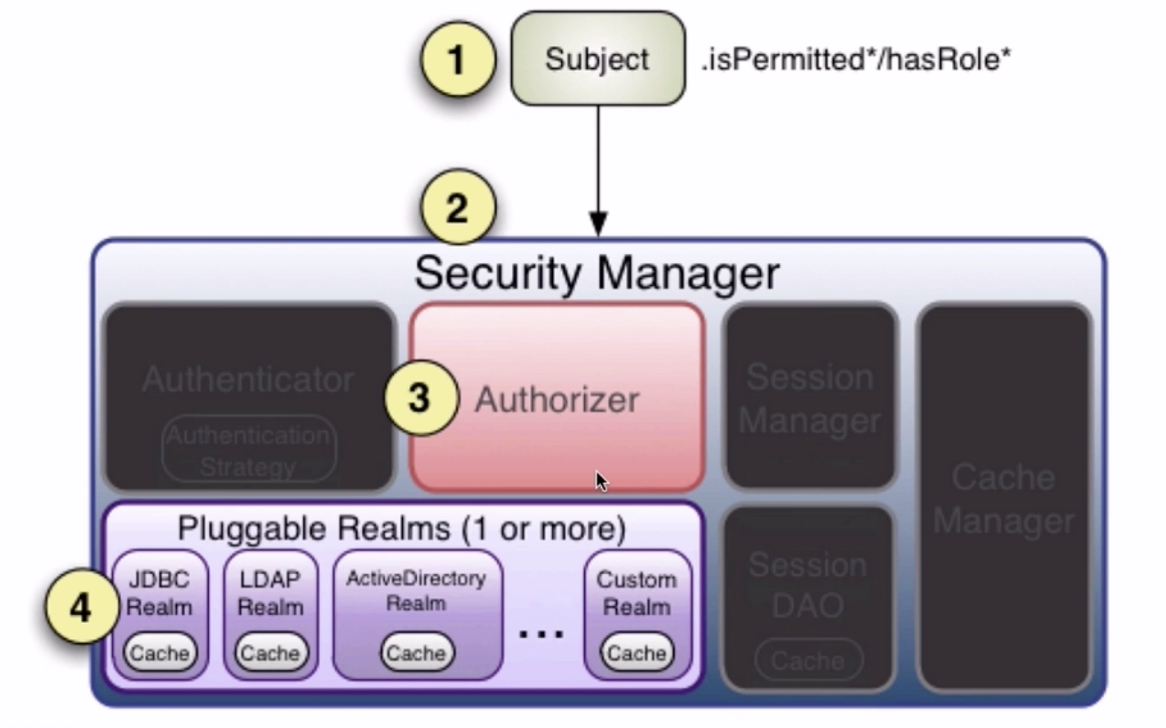 1
Subject
.isPermitted*/hasRole*
2
Security Manager
Authenticator
Authentication
Strategy
3
Authorizer
Session
Manager
Cache
Manager
Pluggable Realms (1 or more)
4
JDBC
Realm
Cache
LDAP
Realm
Cache
ActiveDirectory
Realm
Cache
...
Custom
Realm
Cache
Session
DAO
Cache